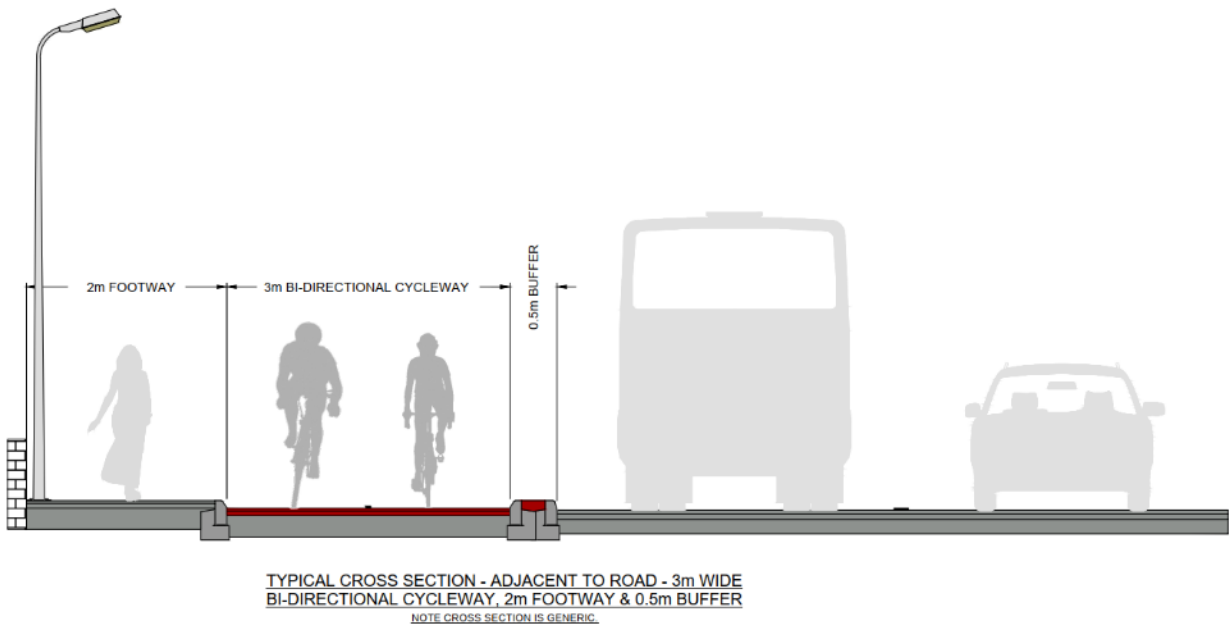 2m FOOTWAY
3m BI-DIRECTIONAL CYCLEWAY
0.5m BUFFER
TYPICAL CROSS SECTION - ADJACENT TO ROAD - 3m WIDE
BI-DIRECTIONAL CYCLEWAY, 2m FOOTWAY & 0.5m BUFFER
NOTE CROSS SECTION IS GENERIC.